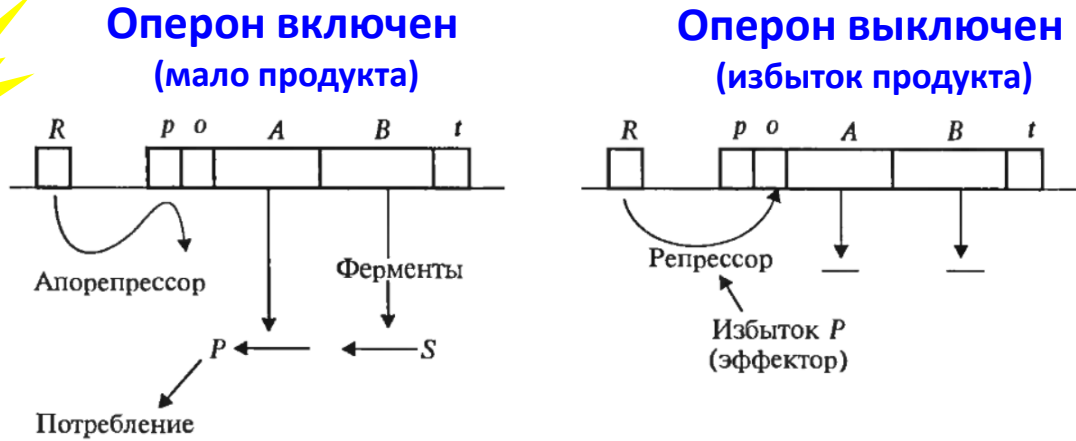 Оперон включен
(мало продукта)
R p o A B t
Апорепрессор
Ферменты
P S
Потребление
Оперон выключен
(избыток продукта)
R p o A B t
Репрессор
Избыток P
(эффектор)